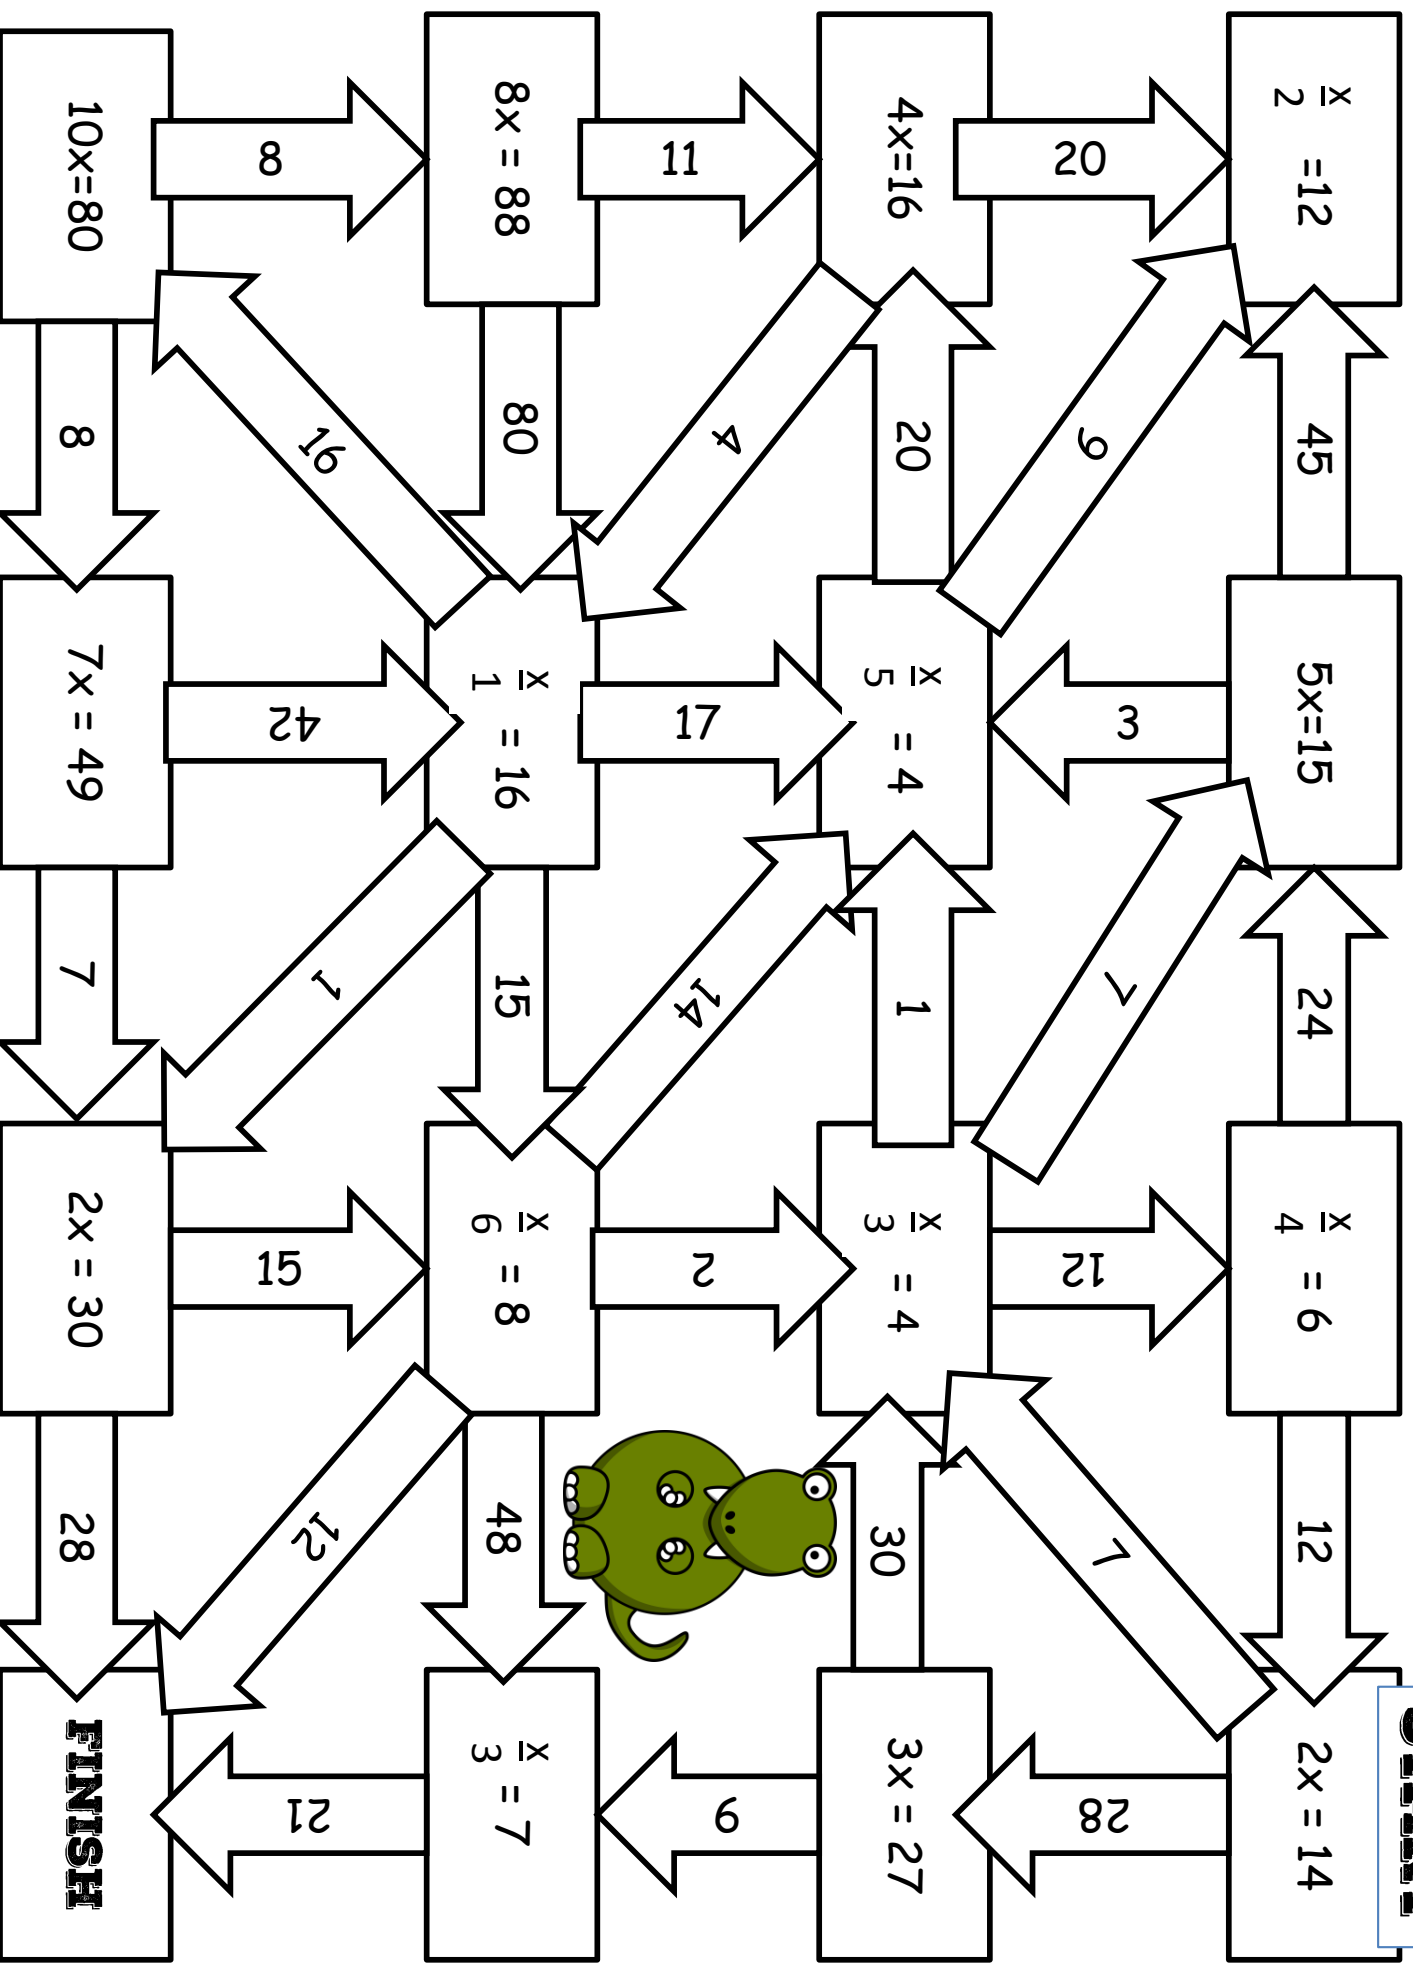 x/2 =12
45
5x=15
24
x/4 = 6
12
2x = 14
20
9
3
7
12
7
28
4x=16
20
x/5 = 4
1
x/3 = 4
30
3x = 27
11
4
17
14
2
9
8x = 88
80
x/1 = 16
15
x/6 = 8
48
x/3 = 7
8
16
42
1
15
12
21
10x=80
8
7x = 49
7
2x = 30
28
FINISH